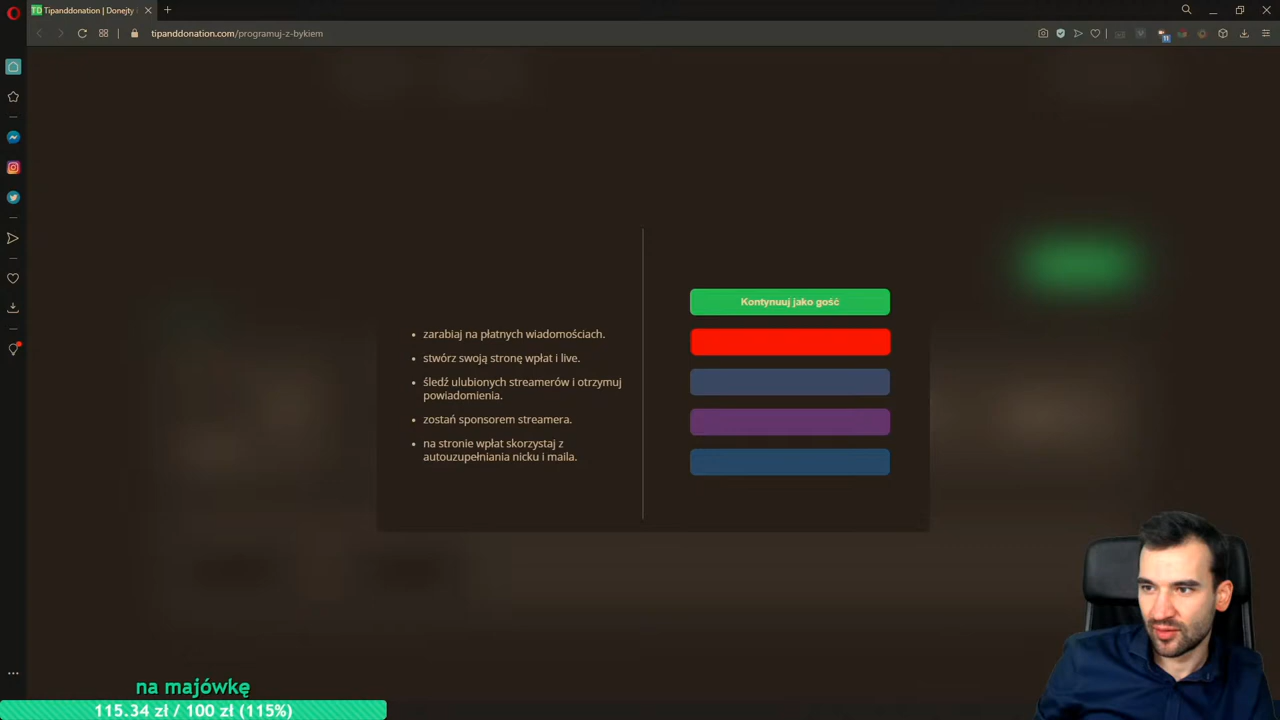 TD Tipanddonation | Donejty
tipanddonation.com/programuj-z-bykiem
11
Kontynuuj jako gość
zarabiaj na płatnych wiadomościach.
stwórz swoją stronę wpłat i live.
śledź ulubionych streamerów i otrzymuj
powiadomienia.
zostań sponsorem streamera.
na stronie wpłat skorzystaj z
autouzupełniania nicku i maila.
na majówkę
115.34 zł / 100 zł (115%)